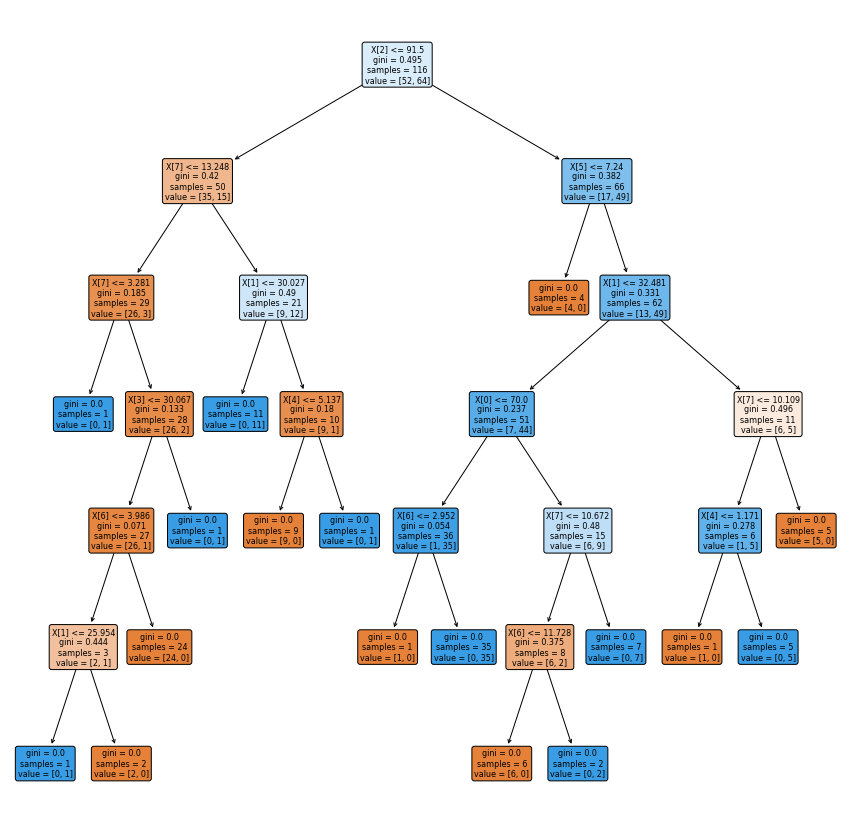 X[2] <= 91.5
gini = 0.495
samples = 116
value = [52, 64]
X[7] <= 13.248
gini = 0.42
samples = 50
value = [35, 15]
X[5] <= 7.24
gini = 0.382
samples = 66
value = [17, 49]
X[7] <= 3.281
gini = 0.185
samples = 29
value = [26, 3]
X[1] <= 30.027
gini = 0.49
samples = 21
value = [9, 12]
gini = 0.0
samples = 4
value = [4, 0]
X[1] <= 32.481
gini = 0.331
samples = 62
value = [13, 49]
gini = 0.0
samples = 1
value = [0, 1]
X[3] <= 30.067
gini = 0.133
samples = 28
value = [26, 2]
gini = 0.0
samples = 11
value = [0, 11]
X[4] <= 5.137
gini = 0.18
samples = 10
value = [9, 1]
X[0] <= 70.0
gini = 0.237
samples = 51
value = [7, 44]
X[7] <= 10.109
gini = 0.496
samples = 11
value = [6, 5]
X[6] <= 3.986
gini = 0.071
samples = 27
value = [26, 1]
gini = 0.0
samples = 1
value = [0, 1]
gini = 0.0
samples = 9
value = [9, 0]
gini = 0.0
samples = 1
value = [0, 1]
X[6] <= 2.952
gini = 0.054
samples = 36
value = [1, 35]
X[7] <= 10.672
gini = 0.48
samples = 15
value = [6, 9]
X[4] <= 1.171
gini = 0.278
samples = 6
value = [1, 5]
gini = 0.0
samples = 5
value = [5, 0]
X[1] <= 25.954
gini = 0.444
samples = 3
value = [2, 1]
gini = 0.0
samples = 24
value = [24, 0]
gini = 0.0
samples = 1
value = [1, 0]
gini = 0.0
samples = 35
value = [0, 35]
X[6] <= 11.728
gini = 0.375
samples = 8
value = [6, 2]
gini = 0.0
samples = 7
value = [0, 7]
gini = 0.0
samples = 1
value = [1, 0]
gini = 0.0
samples = 5
value = [0, 5]
gini = 0.0
samples = 1
value = [0, 1]
gini = 0.0
samples = 2
value = [2, 0]
gini = 0.0
samples = 6
value = [6, 0]
gini = 0.0
samples = 2
value = [0, 2]